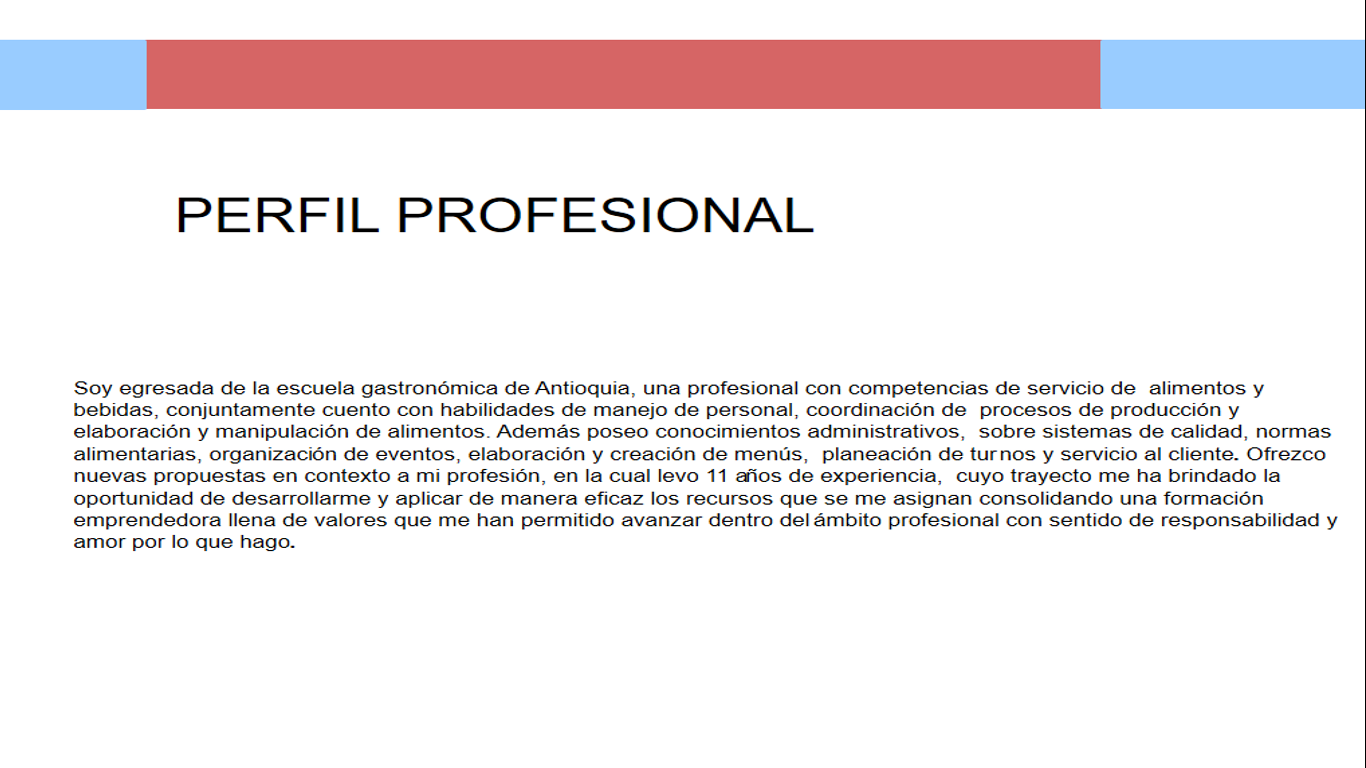 PERFIL PROFESIONAL
Soy egresada de la escuela gastronómica de Antioquia, una profesional con competencias de servicio de alimentos y
bebidas, conjuntamente cuento con habilidades de manejo de personal, coordinación de procesos de producción y
elaboración y manipulación de alimentos. Además poseo conocimientos administrativos, sobre sistemas de calidad, normas
alimentarias, organización de eventos, elaboración y creación de menús, planeación de turnos y servicio al cliente. Ofrezco
nuevas propuestas en contexto a mi profesión, en la cual levo 11 años de experiencia, cuyo trayecto me ha brindado la
oportunidad de desarrollarme y aplicar de manera eficaz los recursos que se me asignan consolidando una formación
emprendedora llena de valores que me han permitido avanzar dentro del ámbito profesional con sentido de responsabilidad y
amor por lo que hago.